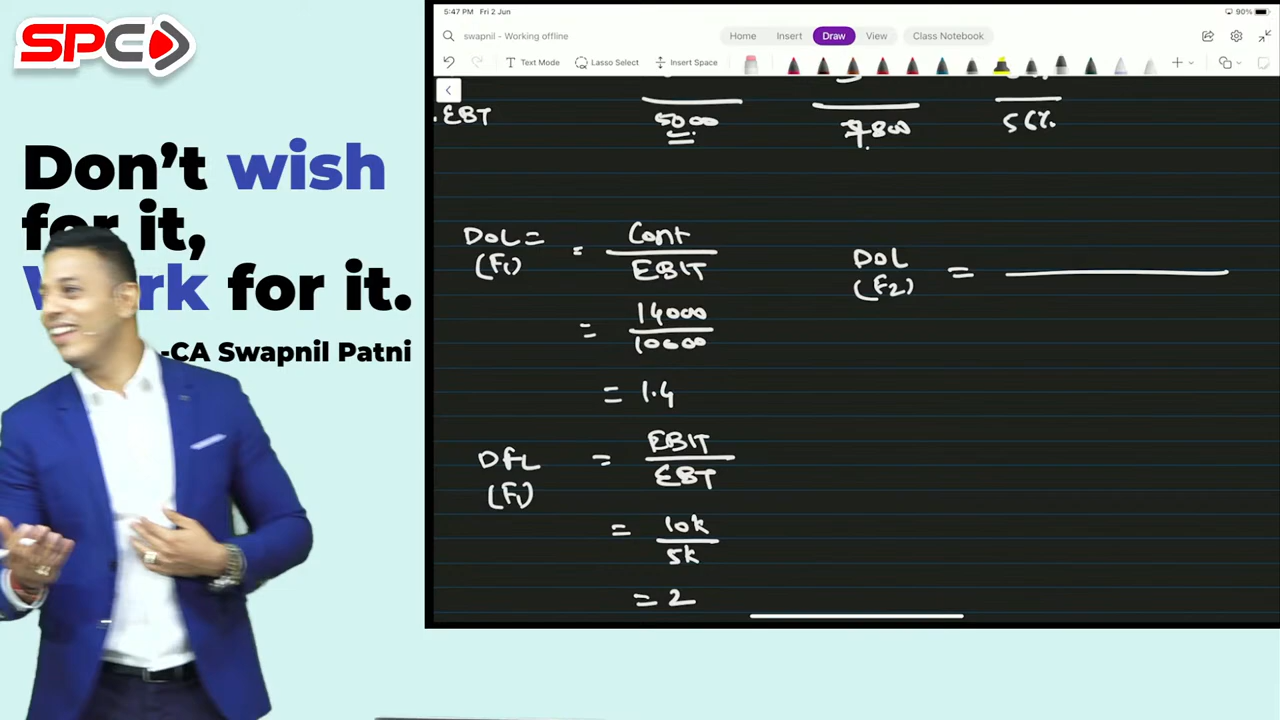 SPC
Don't wish
for it,
Work for it.
-CA Swapnil Patni
5:47 PM Fri 2 Jun
90%
swapnil - Working offline
Home Insert Draw View Class Notebook
Text Mode Lasso Select Insert Space
.EBT 5000 7800 56%
DOL = = Cont
(F1) EBIT
= 14000
10000
= 1.4
DFL = EBIT
(F1) EBT
= 10k
5k
= 2
DOL =
(F2)